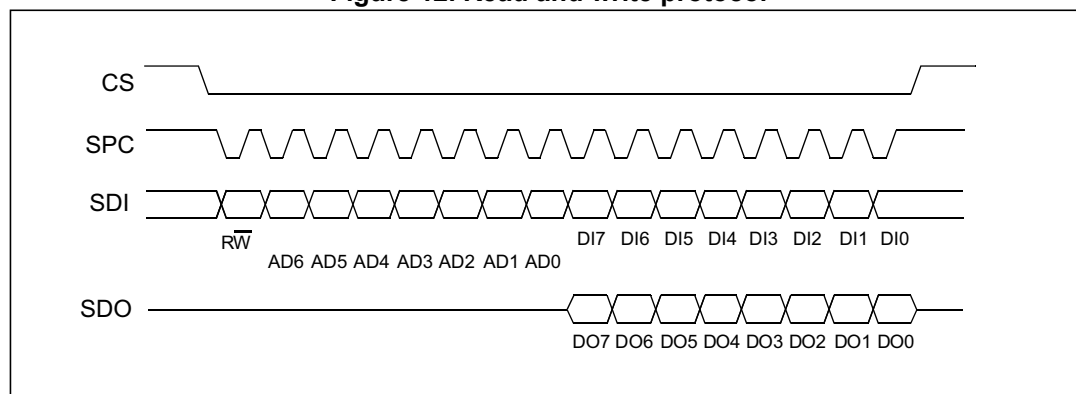 Figure 12. Read and write protocol
CS
SPC
SDI
RW̅
DI7 DI6 DI5 DI4 DI3 DI2 DI1 DI0
AD6 AD5 AD4 AD3 AD2 AD1 AD0
SDO
DO7 DO6 DO5 DO4 DO3 DO2 DO1 DO0